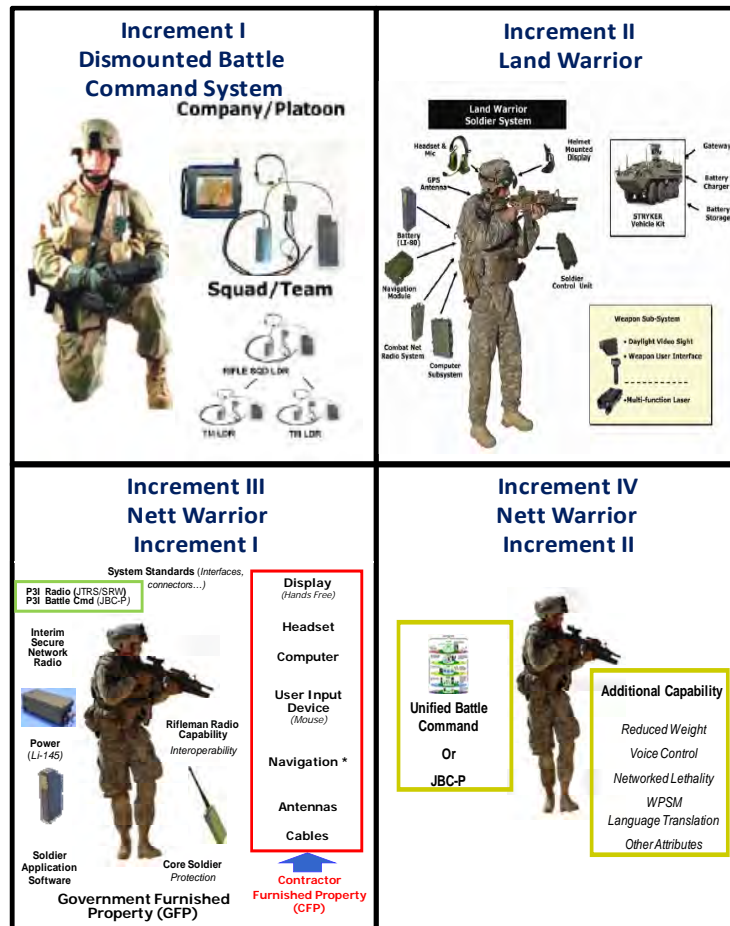 Increment I
Dismounted Battle
Command System
Company/Platoon
Squad/Team
RIFLE SQD LDR
TM LDR
TM LDR
Increment II
Land Warrior
Land Warrior
Soldier System
Headset &
Mic
Helmet
Mounted
Display
GPS
Antenna
Gateway
Battery
Charger
Battery
Storage
STRYKER
Vehicle Kit
Battery
(LI-80)
Soldier
Control Unit
Navigation
Module
Combat Net
Radio System
Computer
Subsystem
Weapon Sub-System
• Daylight Video Sight
• Weapon User Interface
•Multi-function Laser
Increment III
Nett Warrior
Increment I
System Standards (Interfaces,
connectors…)
P3I Radio (JTRS/SRW)
P3I Battle Cmd (JBC-P)
Interim
Secure
Network
Radio
Power
(Li-145)
Soldier
Application
Software
Rifleman Radio
Capability
Interoperability
Core Soldier
Protection
Government Furnished
Property (GFP)
Display
(Hands Free)
Headset
Computer
User Input
Device
(Mouse)
Navigation *
Antennas
Cables
Contractor
Furnished Property
(CFP)
Increment IV
Nett Warrior
Increment II
Unified Battle
Command
Or
JBC-P
Additional Capability
Reduced Weight
Voice Control
Networked Lethality
WPSM
Language Translation
Other Attributes